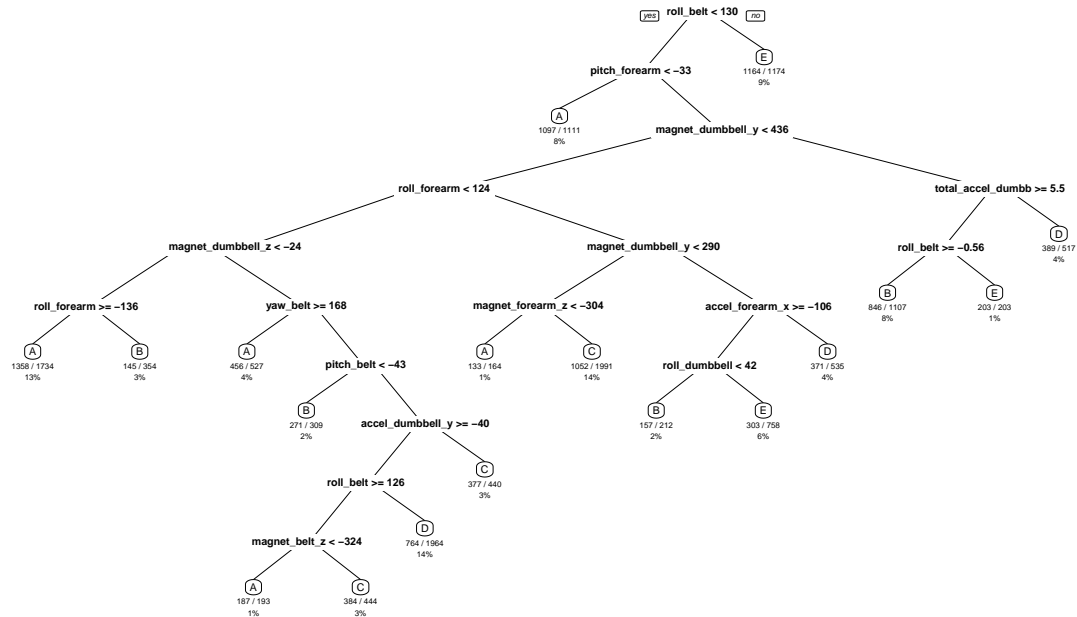 yes roll_belt < 130 no
E
1164 / 1174
9%
pitch_forearm < −33
A
1097 / 1111
8%
magnet_dumbbell_y < 436
roll_forearm < 124
total_accel_dumbb >= 5.5
magnet_dumbbell_z < −24
magnet_dumbbell_y < 290
roll_belt >= −0.56
D
389 / 517
4%
roll_forearm >= −136
yaw_belt >= 168
magnet_forearm_z < −304
accel_forearm_x >= −106
B
846 / 1107
8%
E
203 / 203
1%
A
1358 / 1734
13%
B
145 / 354
3%
A
456 / 527
4%
pitch_belt < −43
A
133 / 164
1%
C
1052 / 1991
14%
roll_dumbbell < 42
D
371 / 535
4%
B
271 / 309
2%
accel_dumbbell_y >= −40
B
157 / 212
2%
E
303 / 758
6%
roll_belt >= 126
C
377 / 440
3%
magnet_belt_z < −324
D
764 / 1964
14%
A
187 / 193
1%
C
384 / 444
3%